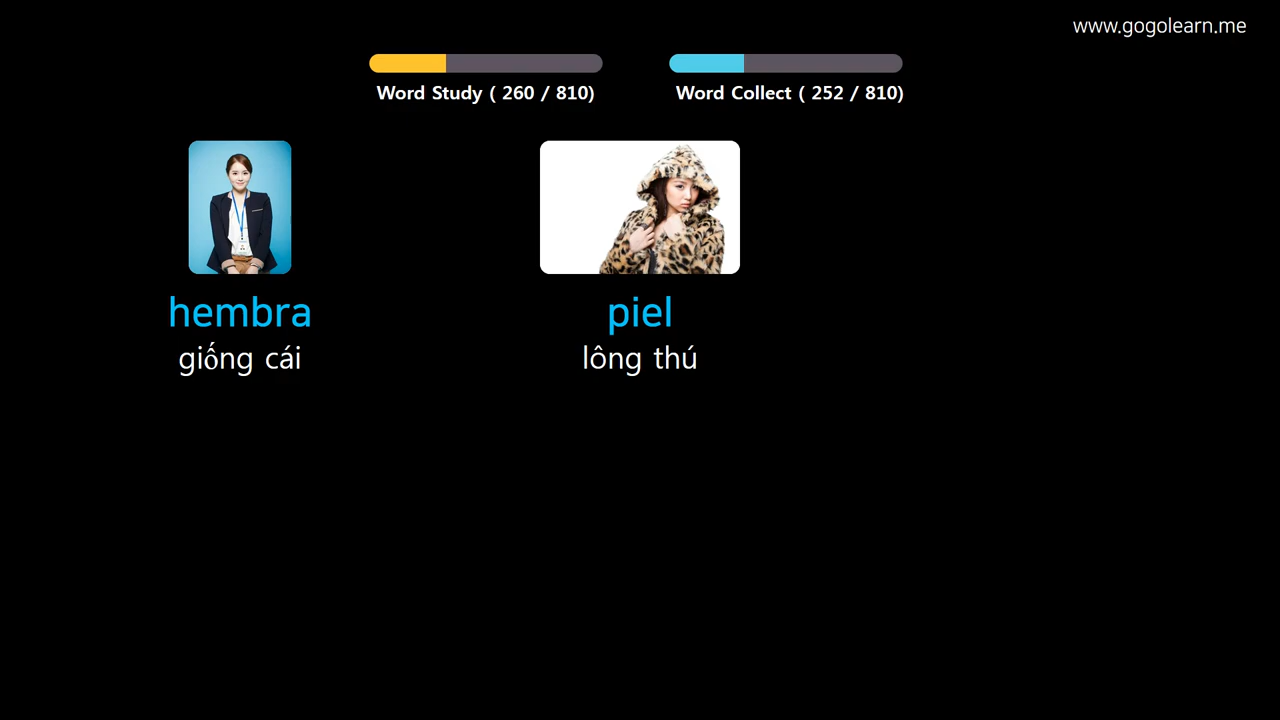 www.gogolearn.me
Word Study ( 260 / 810)
Word Collect ( 252 / 810)
hembra
giống cái
piel
lông thú